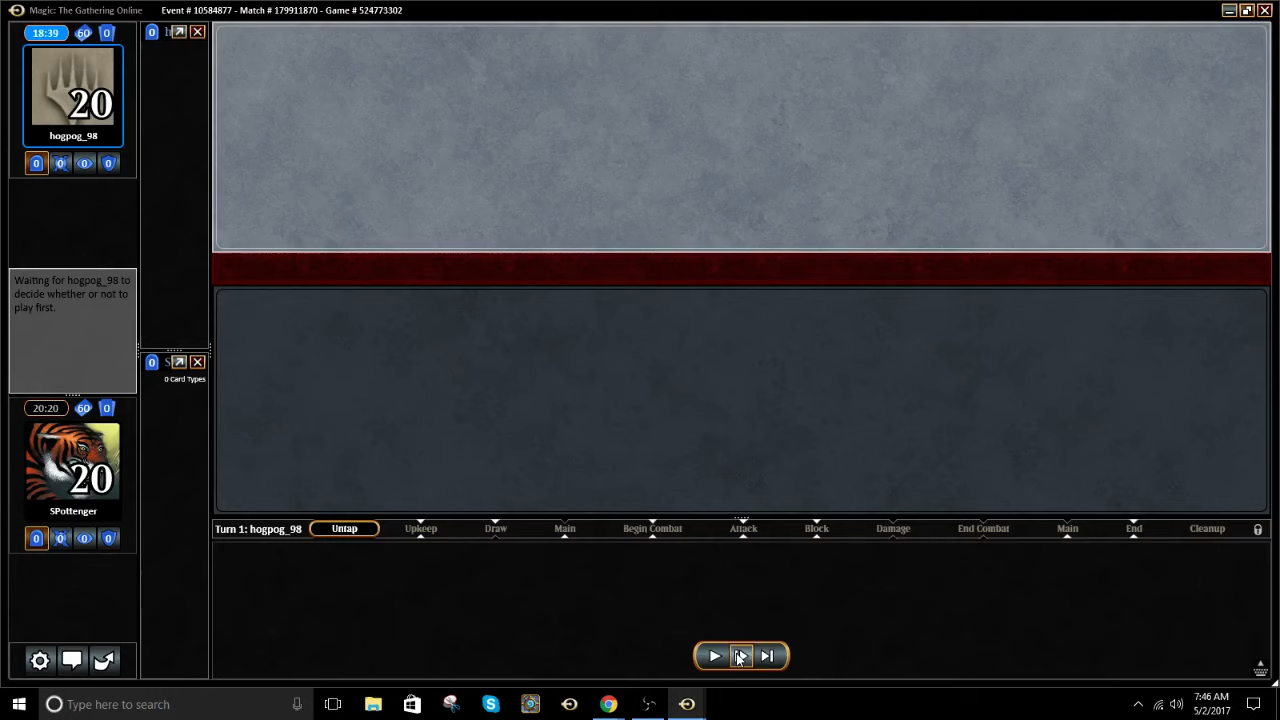 Magic: The Gathering Online Event # 10584877 - Match # 179911870 - Game # 524773302
18:39 60 0
20
hogpog_98
0 0 0 0
0
Waiting for hogpog_98 to
decide whether or not to
play first.
20:20 60 0
20
SPottenger
0 0 0 0
0
0 Card Types
Turn 1: hogpog_98 Untap Upkeep Draw Main Begin Combat Attack Block Damage End Combat Main End Cleanup
Type here to search
7:46 AM
5/2/2017